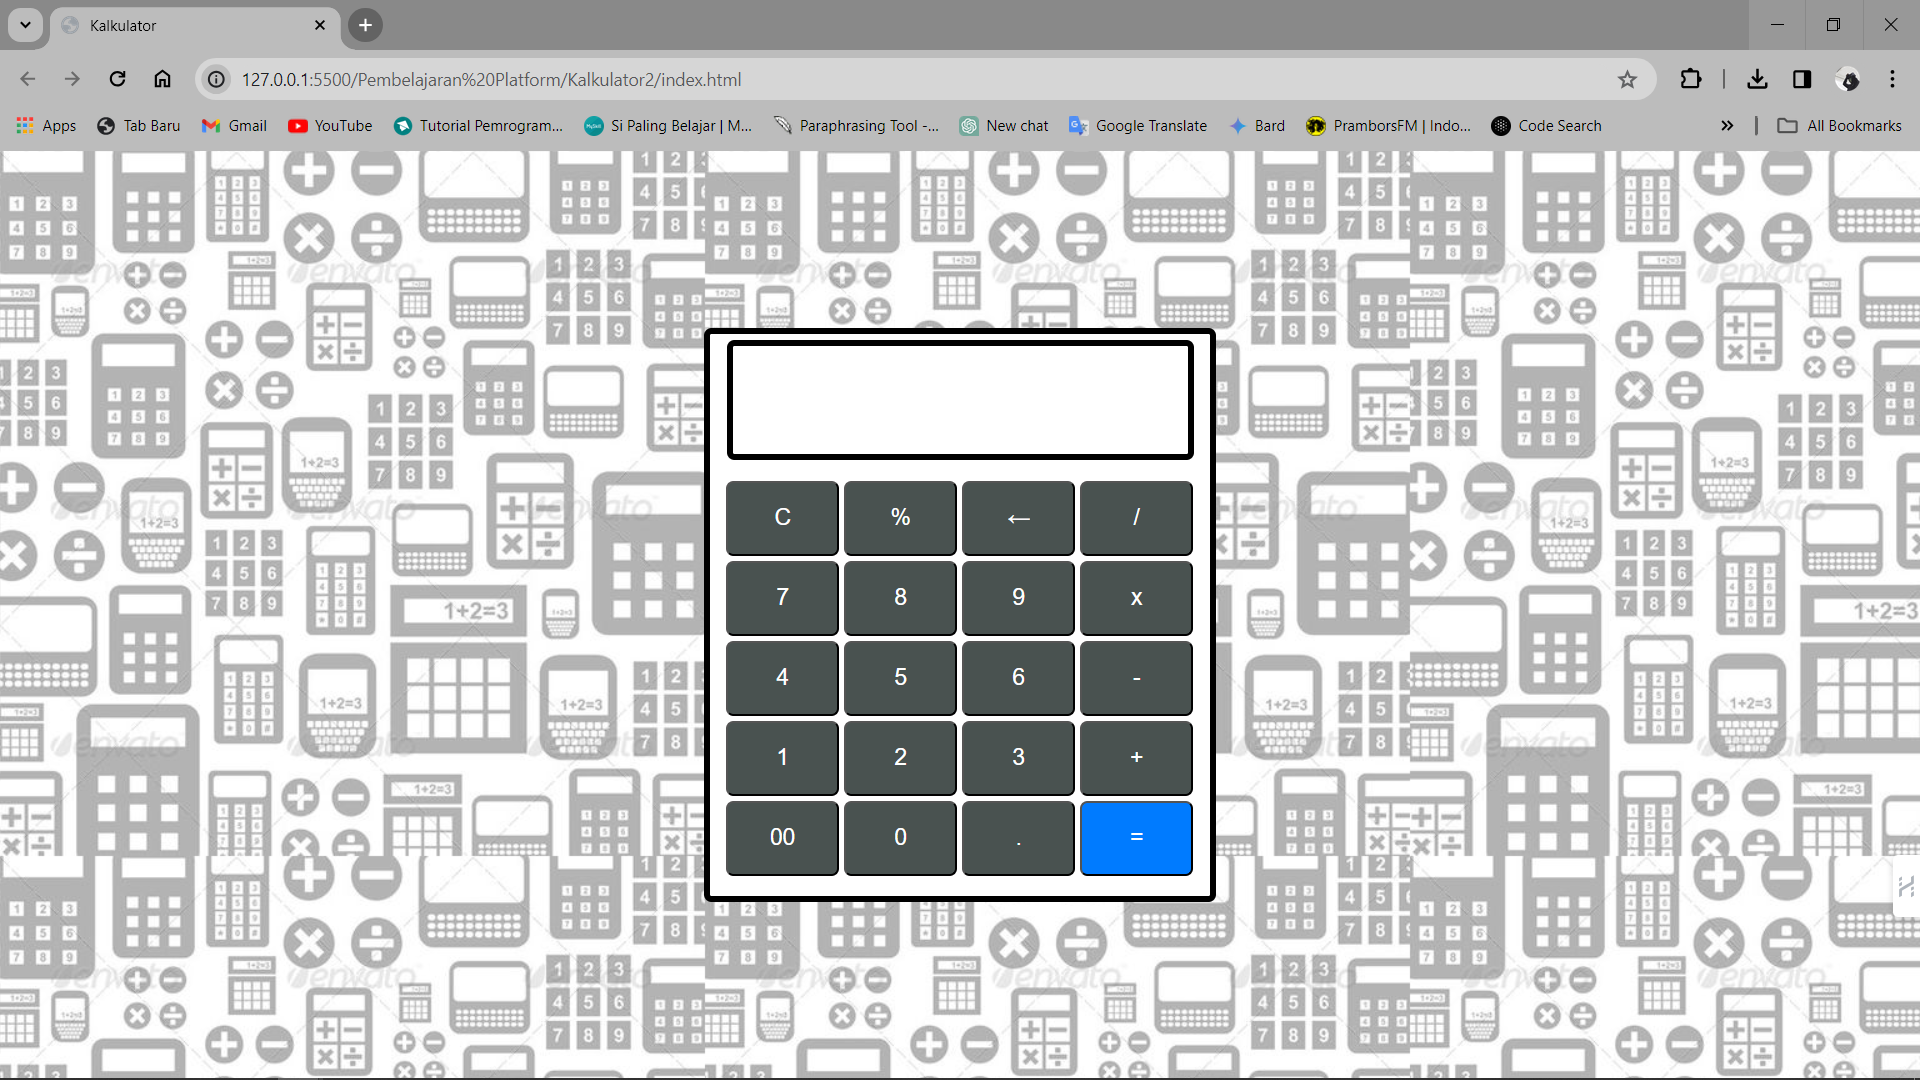 Kalkulator
127.0.0.1:5500/Pembelajaran%20Platform/Kalkulator2/index.html
Apps Tab Baru Gmail YouTube Tutorial Pemrogram... Si Paling Belajar | M... Paraphrasing Tool -... New chat Google Translate Bard PramborsFM | Indo... Code Search » All Bookmarks
C % ← /
7 8 9 x
4 5 6 -
1 2 3 +
00 0 . =